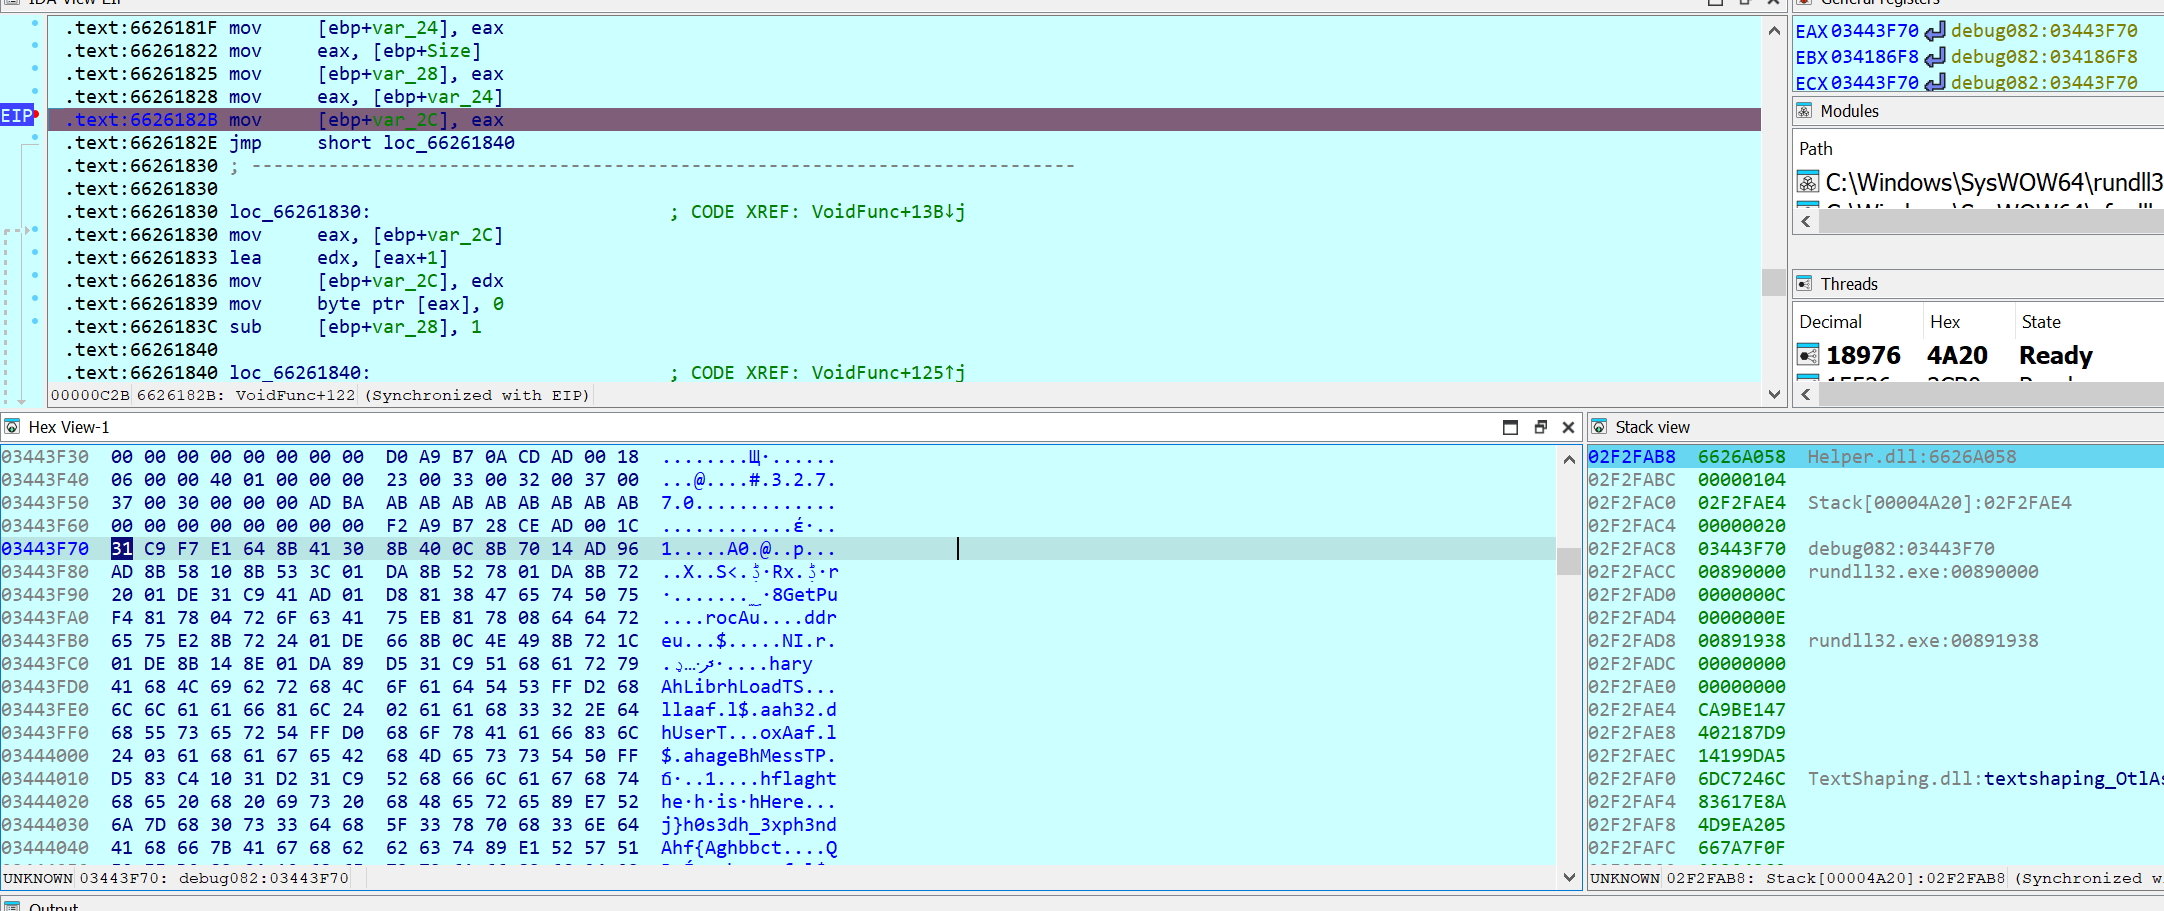 IDA View-EIP
.text:6626181F mov     [ebp+var_24], eax
.text:66261822 mov     eax, [ebp+Size]
.text:66261825 mov     [ebp+var_28], eax
.text:66261828 mov     eax, [ebp+var_24]
EIP .text:6626182B mov     [ebp+var_2C], eax
.text:6626182E jmp     short loc_66261840
.text:66261830 ; ---------------------------------------------------------------------------
.text:66261830
.text:66261830 loc_66261830:                           ; CODE XREF: VoidFunc+13B↓j
.text:66261830 mov     eax, [ebp+var_2C]
.text:66261833 lea     edx, [eax+1]
.text:66261836 mov     [ebp+var_2C], edx
.text:66261839 mov     byte ptr [eax], 0
.text:6626183C sub     [ebp+var_28], 1
.text:66261840
.text:66261840 loc_66261840:                           ; CODE XREF: VoidFunc+125↑j
00000C2B 6626182B: VoidFunc+122 (Synchronized with EIP)
General registers
EAX 03443F70 debug082:03443F70
EBX 034186F8 debug082:034186F8
ECX 03443F70 debug082:03443F70
Modules
Path
C:\Windows\SysWOW64\rundll3
Threads
Decimal Hex State
18976 4A20 Ready
Hex View-1
03443F30  00 00 00 00 00 00 00 00  D0 A9 B7 0A CD AD 00 18  ........Щ·......
03443F40  06 00 00 40 01 00 00 00  23 00 33 00 32 00 37 00  ...@....#.3.2.7.
03443F50  37 00 30 00 00 00 AD BA  AB AB AB AB AB AB AB AB  7.0.............
03443F60  00 00 00 00 00 00 00 00  F2 A9 B7 28 CE AD 00 1C  ............έ·..
03443F70  31 C9 F7 E1 64 8B 41 30  8B 40 0C 8B 70 14 AD 96  1.....A0.@..p...
03443F80  AD 8B 58 10 8B 53 3C 01  DA 8B 52 78 01 DA 8B 72
03443F90  20 01 DE 31 C9 41 AD 01  D8 81 38 47 65 74 50 75
03443FA0  F4 81 78 04 72 6F 63 41  75 EB 81 78 08 64 64 72  ....rocAu....ddr
03443FB0  65 75 E2 8B 72 24 01 DE  66 8B 0C 4E 49 8B 72 1C  eu...$.....NI.r.
03443FC0  01 DE 8B 14 8E 01 DA 89  D5 31 C9 51 68 61 72 79
03443FD0  41 68 4C 69 62 72 68 4C  6F 61 64 54 53 FF D2 68  AhLibrhLoadTS...
03443FE0  6C 6C 61 61 66 81 6C 24  02 61 61 68 33 32 2E 64  llaaf.l$.aah32.d
03443FF0  68 55 73 65 72 54 FF D0  68 6F 78 41 61 66 83 6C  hUserT...oxAaf.l
03444000  24 03 61 68 61 67 65 42  68 4D 65 73 73 54 50 FF  $.ahageBhMessTP.
03444010  D5 83 C4 10 31 D2 31 C9  52 68 66 6C 61 67 68 74
03444020  68 65 20 68 20 69 73 20  68 48 65 72 65 89 E7 52  he·h·is·hHere...
03444030  6A 7D 68 30 73 33 64 68  5F 33 78 70 68 33 6E 64  j}h0s3dh_3xph3nd
03444040  41 68 66 7B 41 67 68 62  62 63 74 89 E1 52 57 51  Ahf{Aghbbct....Q
UNKNOWN 03443F70: debug082:03443F70
Stack view
02F2FAB8  6626A058  Helper.dll:6626A058
02F2FABC  00000104
02F2FAC0  02F2FAE4  Stack[00004A20]:02F2FAE4
02F2FAC4  00000020
02F2FAC8  03443F70  debug082:03443F70
02F2FACC  00890000  rundll32.exe:00890000
02F2FAD0  0000000C
02F2FAD4  0000000E
02F2FAD8  00891938  rundll32.exe:00891938
02F2FADC  00000000
02F2FAE0  00000000
02F2FAE4  CA9BE147
02F2FAE8  402187D9
02F2FAEC  14199DA5
02F2FAF0  6DC7246C  TextShaping.dll:textshaping_OtlAs
02F2FAF4  83617E8A
02F2FAF8  4D9EA205
02F2FAFC  667A7F0F
UNKNOWN 02F2FAB8: Stack[00004A20]:02F2FAB8 (Synchronized wi
Output